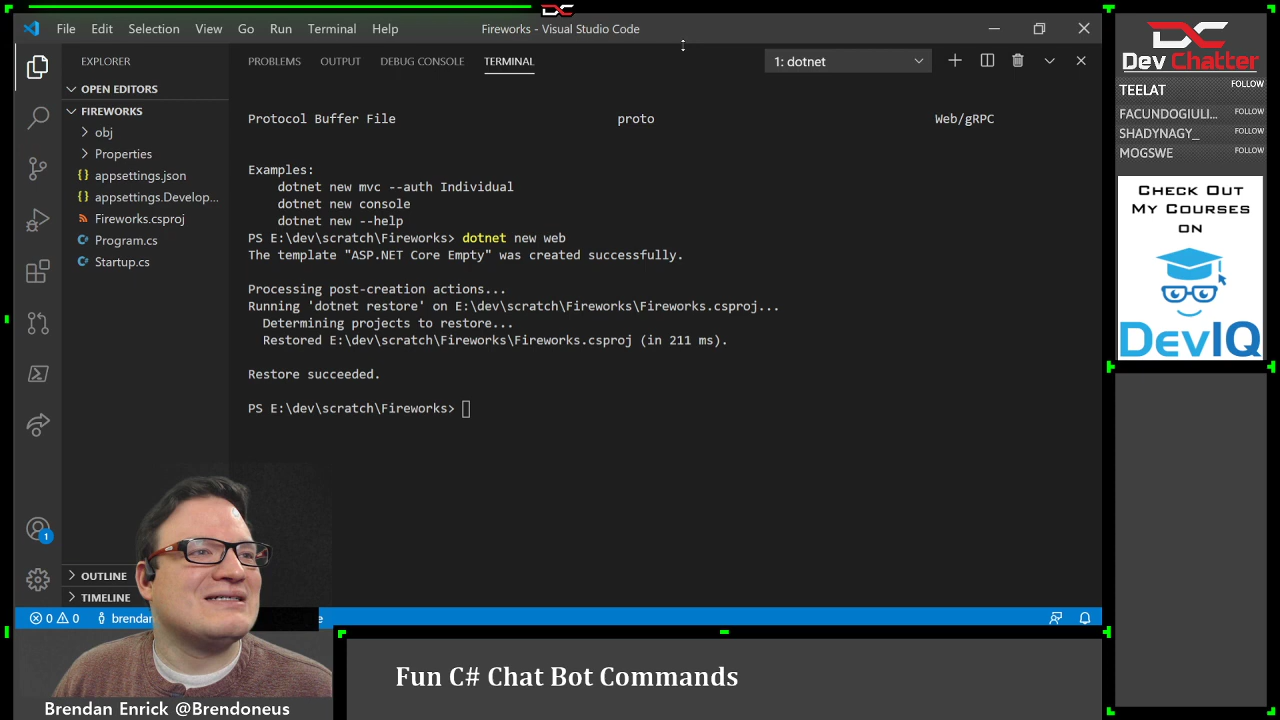 DC
File Edit Selection View Go Run Terminal Help
Fireworks - Visual Studio Code
EXPLORER
OPEN EDITORS
FIREWORKS
obj
Properties
appsettings.json
appsettings.Develop...
Fireworks.csproj
Program.cs
Startup.cs
OUTLINE
TIMELINE
PROBLEMS OUTPUT DEBUG CONSOLE TERMINAL
1: dotnet
Protocol Buffer File proto Web/gRPC
Examples:
dotnet new mvc --auth Individual
dotnet new console
dotnet new --help
PS E:\dev\scratch\Fireworks> dotnet new web
The template "ASP.NET Core Empty" was created successfully.
Processing post-creation actions...
Running 'dotnet restore' on E:\dev\scratch\Fireworks\Fireworks.csproj...
Determining projects to restore...
Restored E:\dev\scratch\Fireworks\Fireworks.csproj (in 211 ms).
Restore succeeded.
PS E:\dev\scratch\Fireworks>
1
0 0 brendan
e
DC
Dev Chatter
TEELAT FOLLOW
FACUNDOGIULI... FOLLOW
SHADYNAGY_ FOLLOW
MOGSWE FOLLOW
CHECK OUT
MY COURSES
ON
DevIQ
Fun C# Chat Bot Commands
Brendan Enrick @Brendoneus